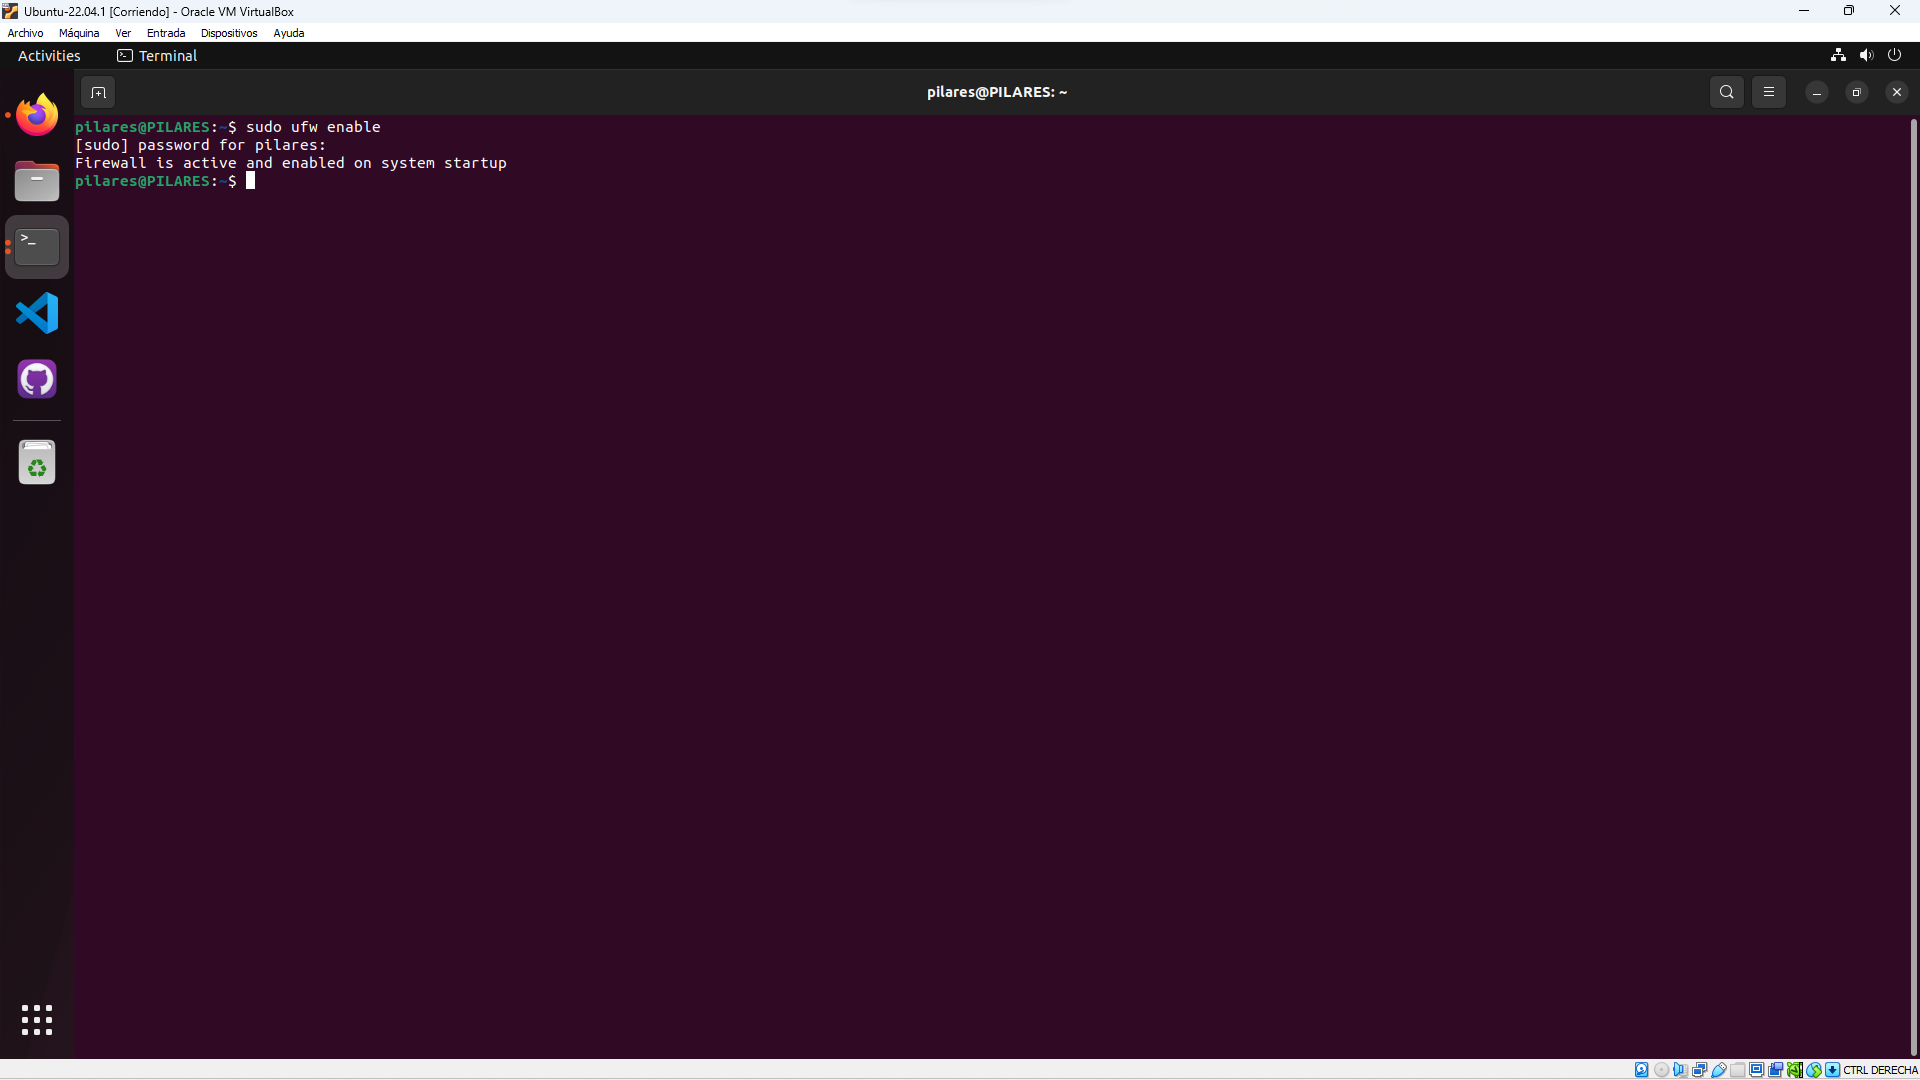 Ubuntu-22.04.1 [Corriendo] - Oracle VM VirtualBox
Archivo Máquina Ver Entrada Dispositivos Ayuda
Activities Terminal
pilares@PILARES: ~
pilares@PILARES:~$ sudo ufw enable
[sudo] password for pilares:
Firewall is active and enabled on system startup
pilares@PILARES:~$
>_
CTRL DERECHA